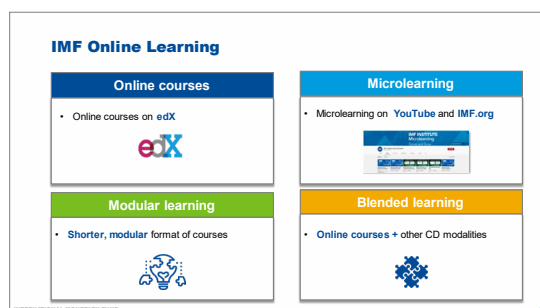 IMF Online Learning
Online courses
• Online courses on edX
edX
Microlearning
• Microlearning on YouTube and IMF.org
IMF INSTITUTE
Microlearning
Modular learning
• Shorter, modular format of courses
Blended learning
• Online courses + other CD modalities